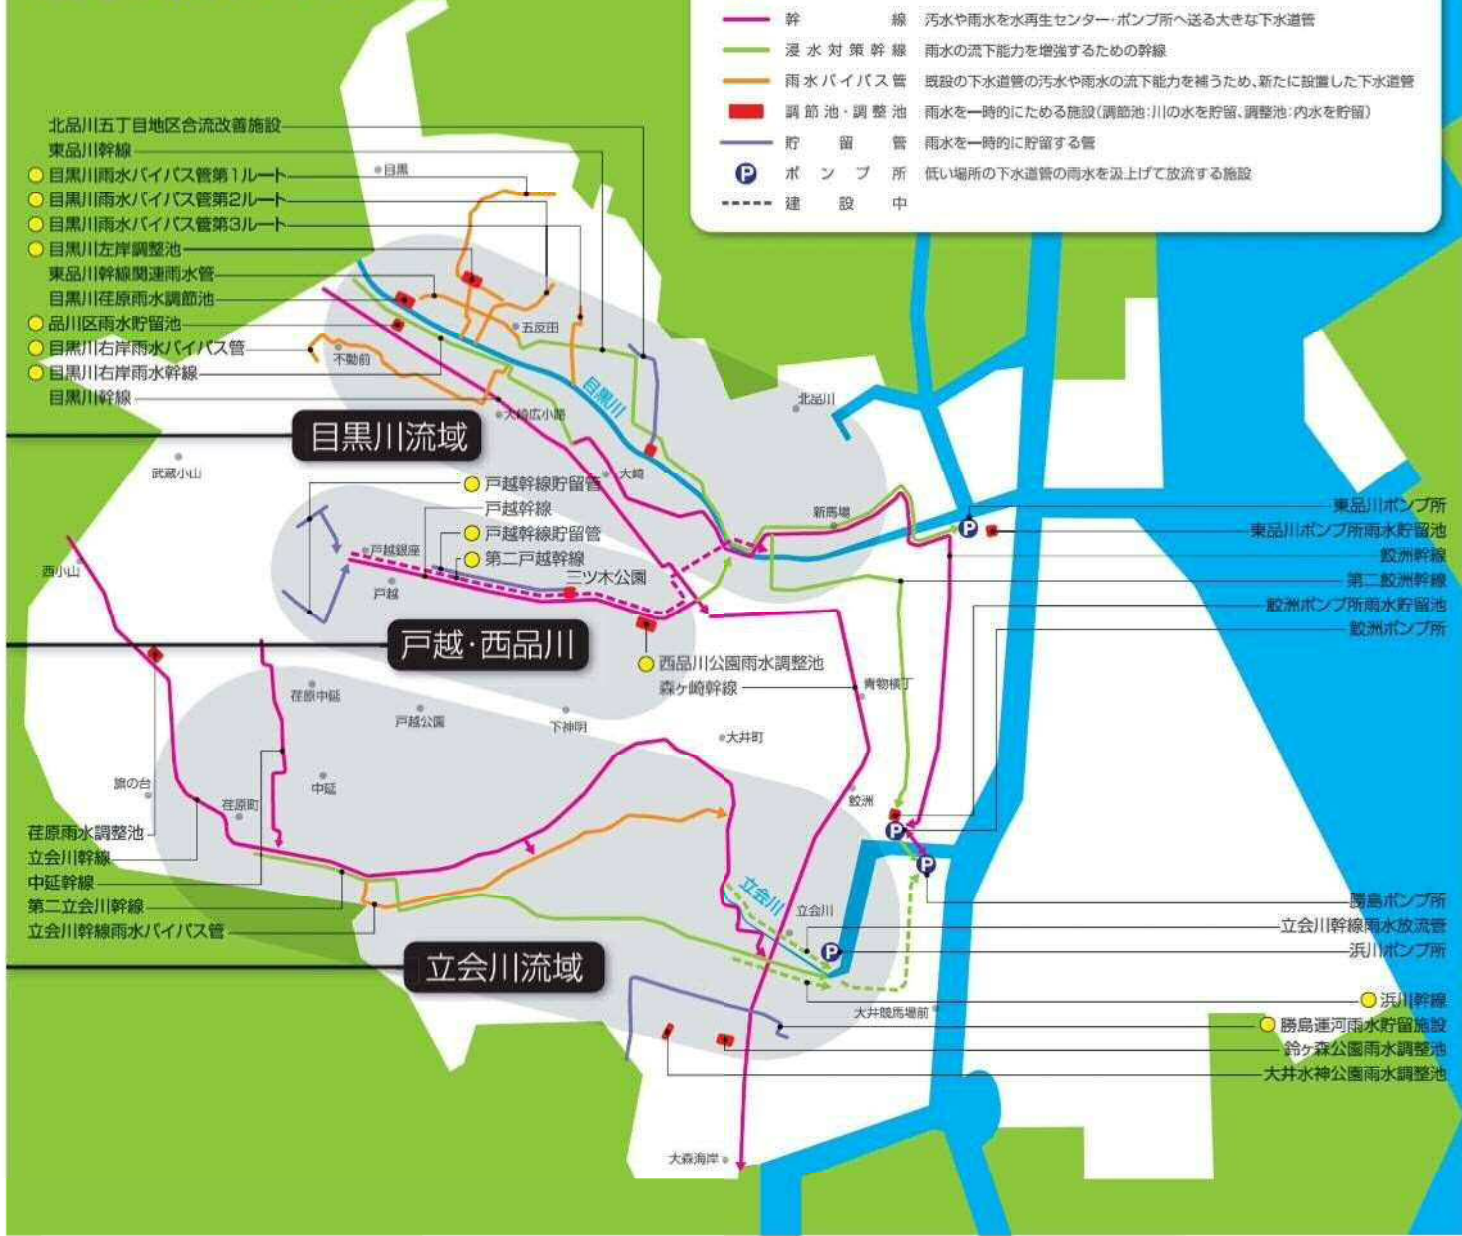 幹線 汚水や雨水を水再生センター・ポンプ所へ送る大きな下水道管
浸水対策幹線 雨水の流下能力を増強するための幹線
雨水バイパス管 既設の下水道管の汚水や雨水の流下能力を補うため、新たに設置した下水道管
調節池・調整池 雨水を一時的にためる施設(調節池:川の水を貯留、調整池:内水を貯留)
貯留管 雨水を一時的に貯留する管
P ポンプ所 低い場所の下水道管の雨水を汲上げて放流する施設
建設中
北品川五丁目地区合流改善施設
東品川幹線
目黒川雨水バイパス管第1ルート
目黒川雨水バイパス管第2ルート
目黒川雨水バイパス管第3ルート
目黒川左岸調整池
東品川幹線関連雨水管
目黒川荏原雨水調節池
品川区雨水貯留池
目黒川右岸雨水バイパス管
目黒川右岸雨水幹線
目黒川幹線
目黒
五反田
不動前
目黒川
大崎広小路
北品川
目黒川流域
武蔵小山
大崎
新馬場
戸越幹線貯留管
戸越幹線
戸越幹線貯留管
第二戸越幹線
三ツ木公園
戸越銀座
戸越
西小山
P
東品川ポンプ所
東品川ポンプ所雨水貯留池
鮫洲幹線
第二鮫洲幹線
鮫洲ポンプ所雨水貯留池
鮫洲ポンプ所
戸越・西品川
西品川公園雨水調整池
森ヶ崎幹線
青物横丁
荏原中延
戸越公園
下神明
大井町
旗の台
荏原町
中延
鮫洲
P
P
荏原雨水調整池
立会川幹線
中延幹線
第二立会川幹線
立会川幹線雨水バイパス管
立会川
立会川
P
勝島ポンプ所
立会川幹線雨水放流管
浜川ポンプ所
立会川流域
浜川幹線
大井競馬場前
勝島運河雨水貯留施設
鈴ヶ森公園雨水調整池
大井水神公園雨水調整池
大森海岸